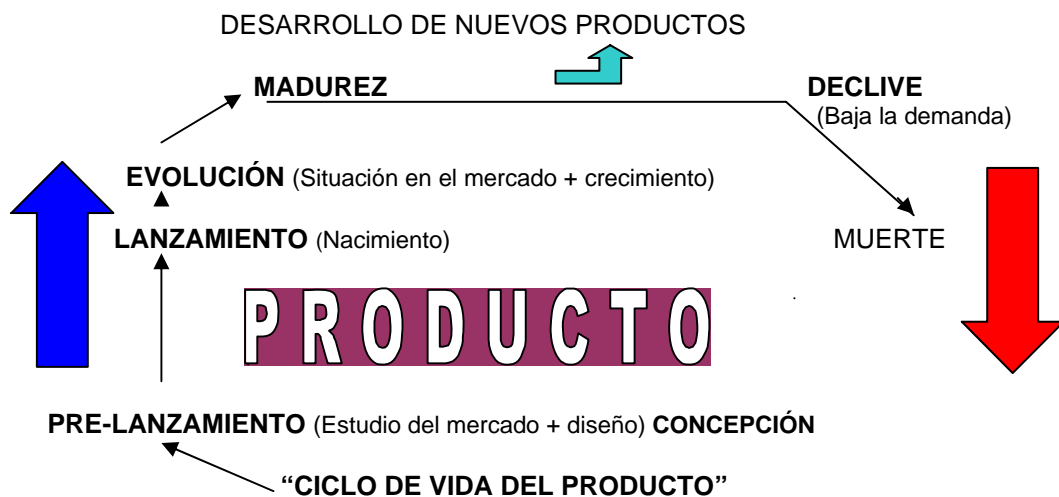 DESARROLLO DE NUEVOS PRODUCTOS
MADUREZ
DECLIVE
(Baja la demanda)
EVOLUCIÓN (Situación en el mercado + crecimiento)
LANZAMIENTO (Nacimiento)
MUERTE
PRODUCTO
PRE-LANZAMIENTO (Estudio del mercado + diseño) CONCEPCIÓN
“CICLO DE VIDA DEL PRODUCTO”